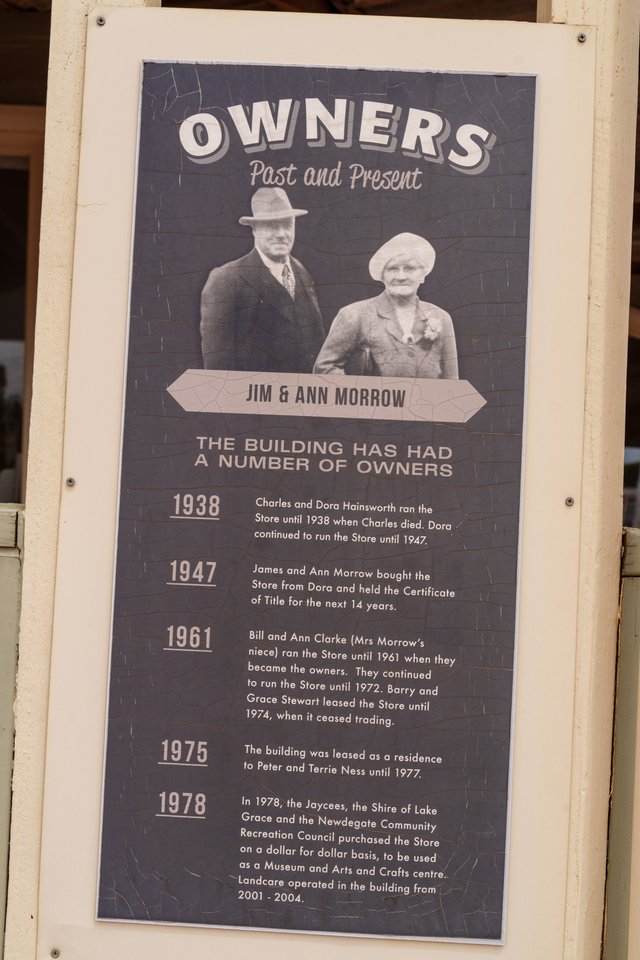 OWNERS
Past and Present
JIM & ANN MORROW
THE BUILDING HAS HAD
A NUMBER OF OWNERS
1938
Charles and Dora Hainsworth ran the
Store until 1938 when Charles died. Dora
continued to run the Store until 1947.
1947
James and Ann Morrow bought the
Store from Dora and held the Certificate
of Title for the next 14 years.
1961
Bill and Ann Clarke (Mrs Morrow's
niece) ran the Store until 1961 when they
became the owners. They continued
to run the Store until 1972. Barry and
Grace Stewart leased the Store until
1974, when it ceased trading.
1975
The building was leased as a residence
to Peter and Terrie Ness until 1977.
1978
In 1978, the Jaycees, the Shire of Lake
Grace and the Newdegate Community
Recreation Council purchased the Store
on a dollar for dollar basis, to be used
as a Museum and Arts and Crafts centre.
Landcare operated in the building from
2001 - 2004.